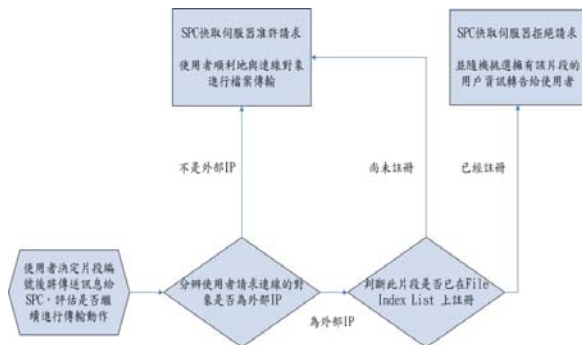 SPC快取伺服器准許請求
使用者順利地與連線對象
進行檔案傳輸
SPC快取伺服器拒絕請求
並隨機挑選擁有該片段的
用戶資訊轉告給使用者
不是外部IP
尚未註冊
已經註冊
使用者決定片段編
號後將傳送訊息給
SPC,評估是否繼
續進行傳輸動作
分辨使用者請求連線的對
象是否為外部IP
判斷此片段是否已在File
Index List 上註冊
為外部IP